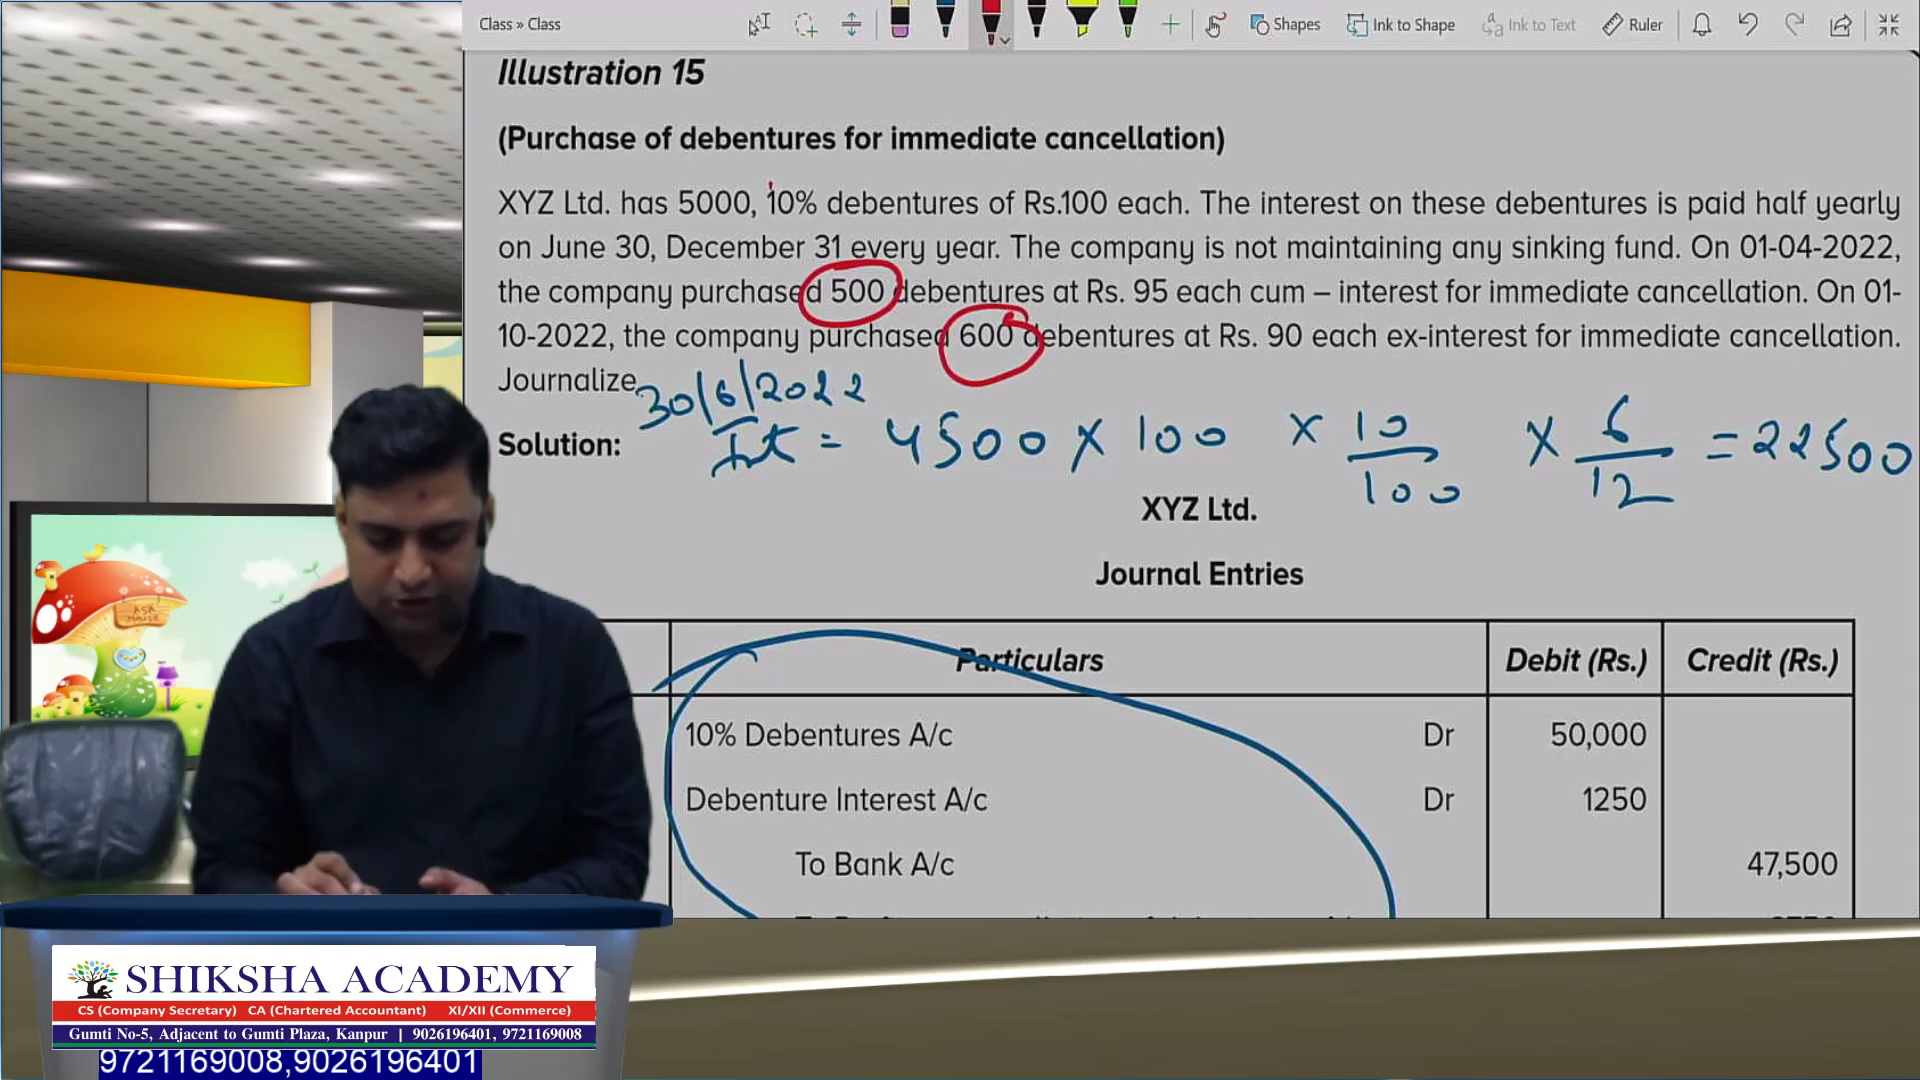 Class » Class
Shapes
Ink to Shape
Ink to Text
Ruler
Illustration 15
(Purchase of debentures for immediate cancellation)
XYZ Ltd. has 5000, 10% debentures of Rs.100 each. The interest on these debentures is paid half yearly
on June 30, December 31 every year. The company is not maintaining any sinking fund. On 01-04-2022,
the company purchased 500 debentures at Rs. 95 each cum – interest for immediate cancellation. On 01-
10-2022, the company purchased 600 debentures at Rs. 90 each ex-interest for immediate cancellation.
Journalize
30/6/2022
Solution: Int = 4500 × 100 × 10/100 × 6/12 = 22500
XYZ Ltd.
Journal Entries
Particulars Debit (Rs.) Credit (Rs.)
10% Debentures A/c Dr 50,000
Debenture Interest A/c Dr 1250
To Bank A/c 47,500
SHIKSHA ACADEMY
CS (Company Secretary) CA (Chartered Accountant) XI/XII (Commerce)
Gumti No-5, Adjacent to Gumti Plaza, Kanpur | 9026196401, 9721169008
9721169008,9026196401